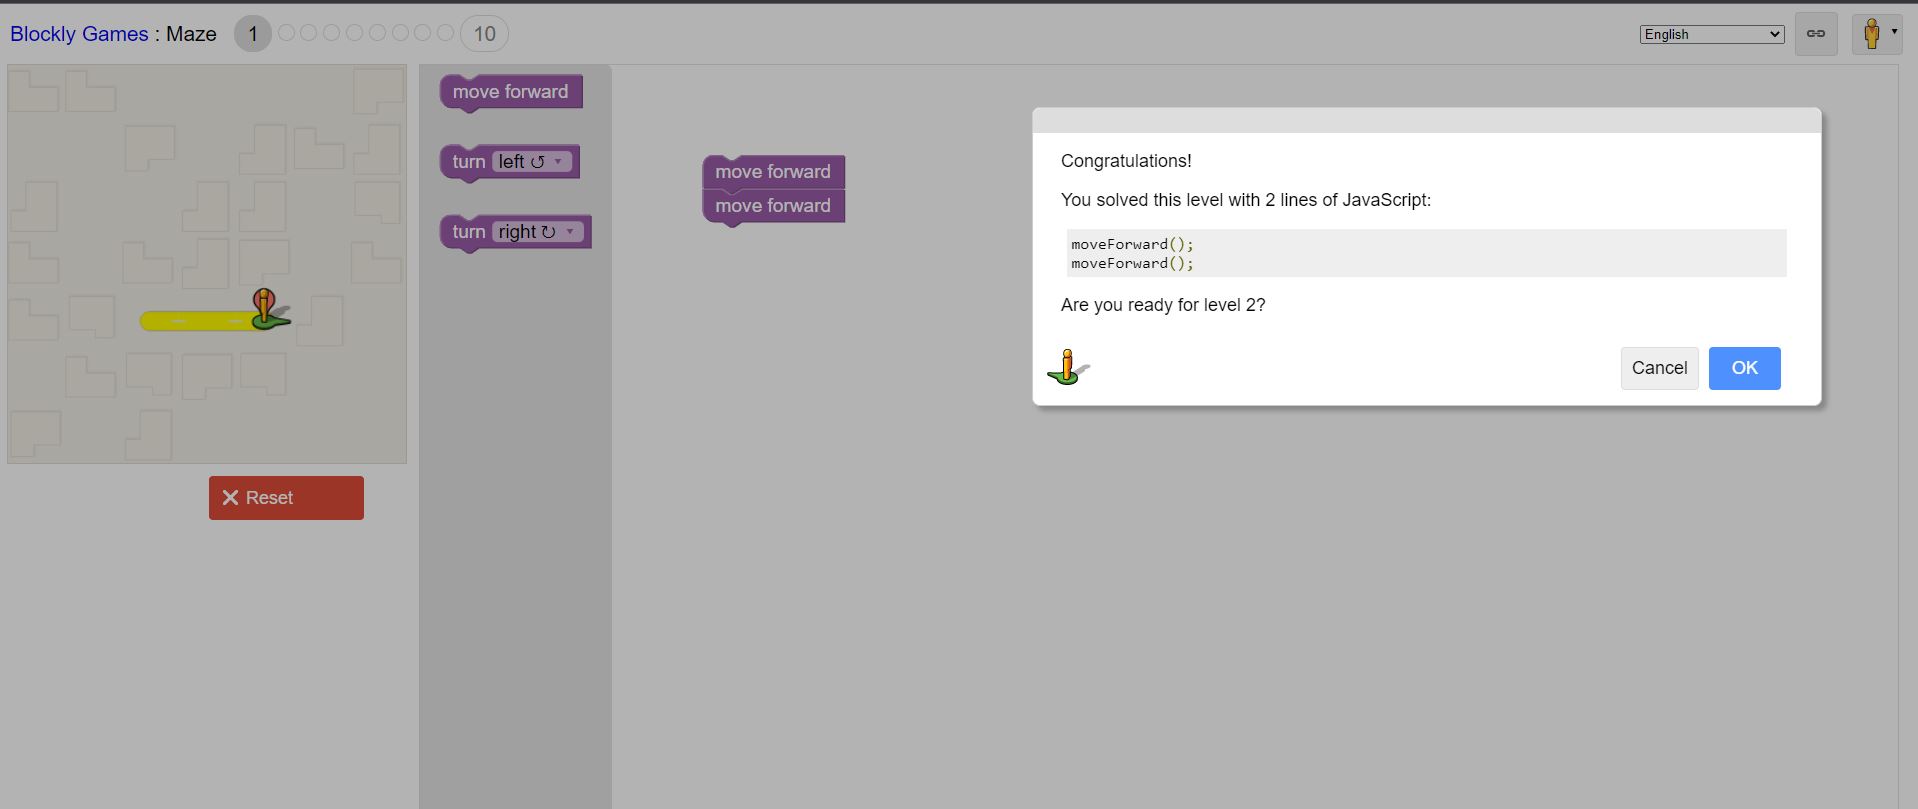 Blockly Games : Maze 1 10
English
move forward
turn left ↺
turn right ↻
move forward
move forward
Reset
Congratulations!
You solved this level with 2 lines of JavaScript:
moveForward();
moveForward();
Are you ready for level 2?
Cancel OK